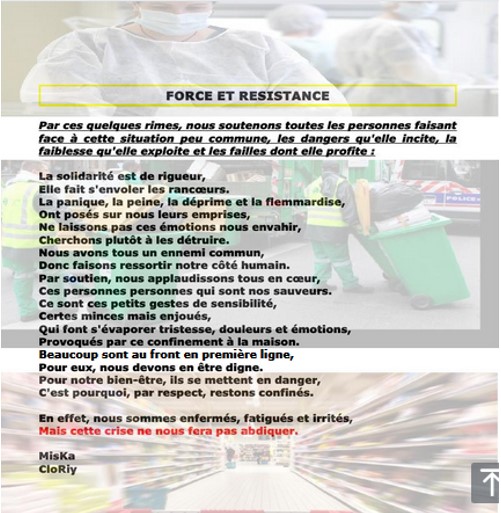 FORCE ET RESISTANCE
Par ces quelques rimes, nous soutenons toutes les personnes faisant
face à cette situation peu commune, les dangers qu'elle incite, la
faiblesse qu'elle exploite et les failles dont elle profite :
La solidarité est de rigueur,
Elle fait s'envoler les rancœurs.
La panique, la peine, la déprime et la flemmardise,
Ont posés sur nous leurs emprises,
Ne laissons pas ces émotions nous envahir,
Cherchons plutôt à les détruire.
Nous avons tous un ennemi commun,
Donc faisons ressortir notre côté humain.
Par soutien, nous applaudissons tous en cœur,
Ces personnes personnes qui sont nos sauveurs.
Ce sont ces petits gestes de sensibilité,
Certes minces mais enjoués,
Qui font s'évaporer tristesse, douleurs et émotions,
Provoqués par ce confinement à la maison.
Beaucoup sont au front en première ligne,
Pour eux, nous devons en être digne.
Pour notre bien-être, ils se mettent en danger,
C'est pourquoi, par respect, restons confinés.
En effet, nous sommes enfermés, fatigués et irrités,
Mais cette crise ne nous fera pas abdiquer.
MisKa
CloRiy
POLICE